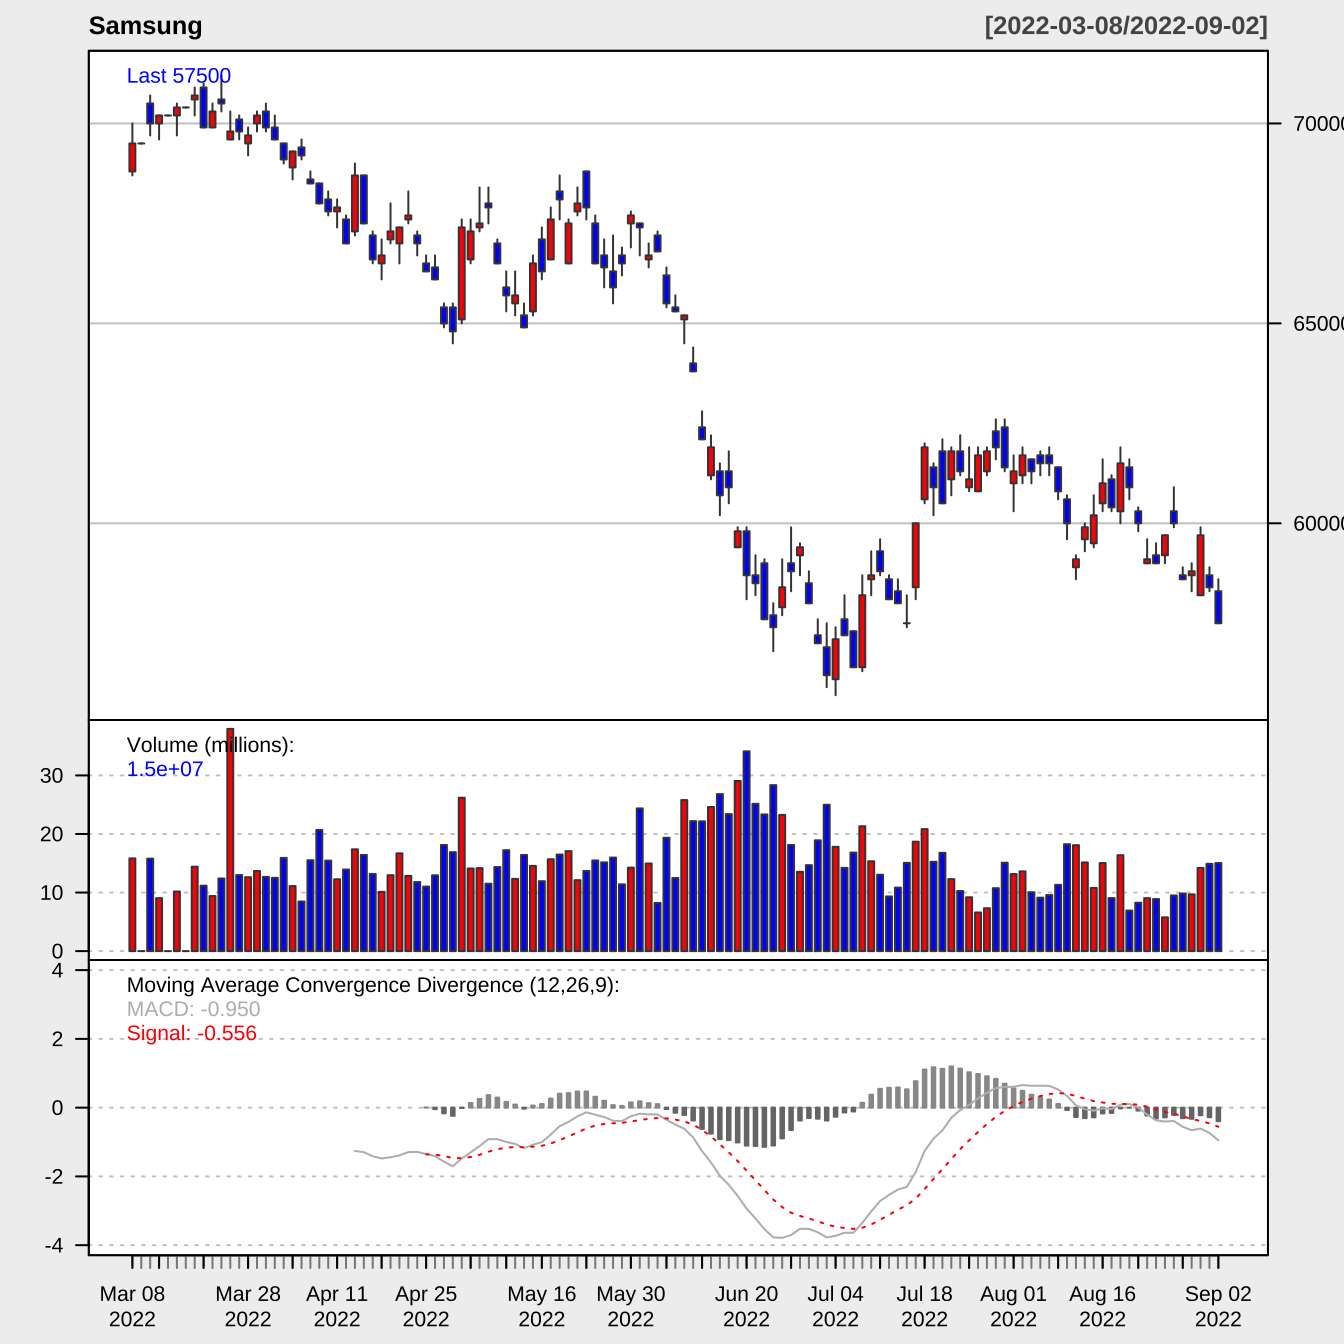 Samsung [2022-03-08/2022-09-02]
Last 57500
70000
65000
60000
Volume (millions):
1.5e+07
30
20
10
0
Moving Average Convergence Divergence (12,26,9):
MACD: -0.950
Signal: -0.556
4
2
0
-2
-4
Mar 08 Mar 28 Apr 11 Apr 25 May 16 May 30 Jun 20 Jul 04 Jul 18 Aug 01 Aug 16 Sep 02
2022 2022 2022 2022 2022 2022 2022 2022 2022 2022 2022 2022